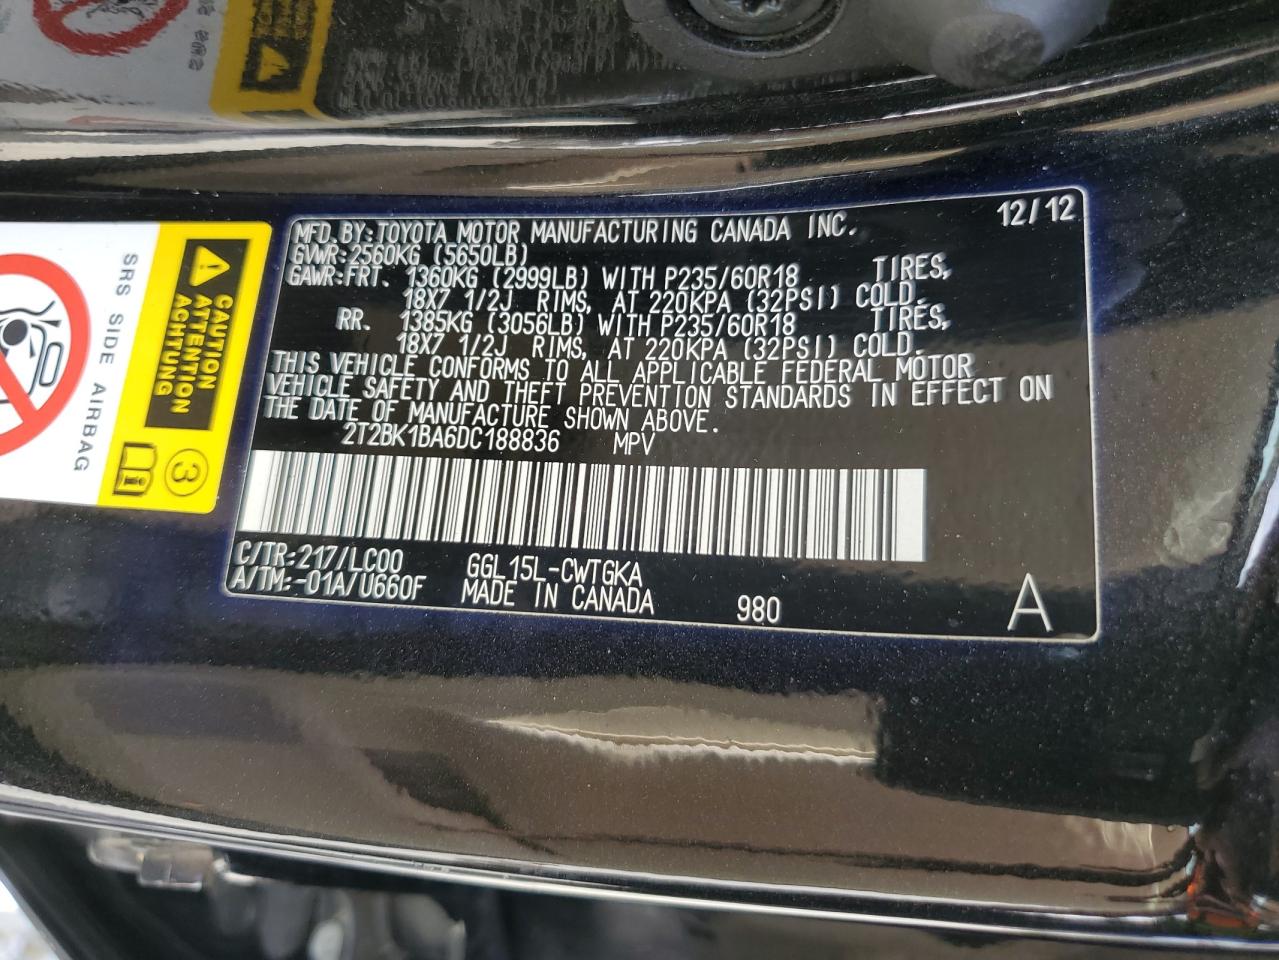 MFD.BY:TOYOTA MOTOR MANUFACTURING CANADA INC. 12/12
GVWR:2560KG (5650LB)
GAWR:FRT. 1360KG (2999LB) WITH P235/60R18 TIRES,
18X7 1/2J RIMS, AT 220KPA (32PSI) COLD.
RR. 1385KG (3056LB) WITH P235/60R18 TIRES,
18X7 1/2J RIMS, AT 220KPA (32PSI) COLD.
THIS VEHICLE CONFORMS TO ALL APPLICABLE FEDERAL MOTOR
VEHICLE SAFETY AND THEFT PREVENTION STANDARDS IN EFFECT ON
THE DATE OF MANUFACTURE SHOWN ABOVE.
2T2BK1BA6DC188836 MPV
C/TR:217/LC00 GGL15L-CWTGKA
A/TM:-01A/U660F MADE IN CANADA 980 A
CAUTION
ATTENTION
ACHTUNG
3
SRS SIDE AIRBAG